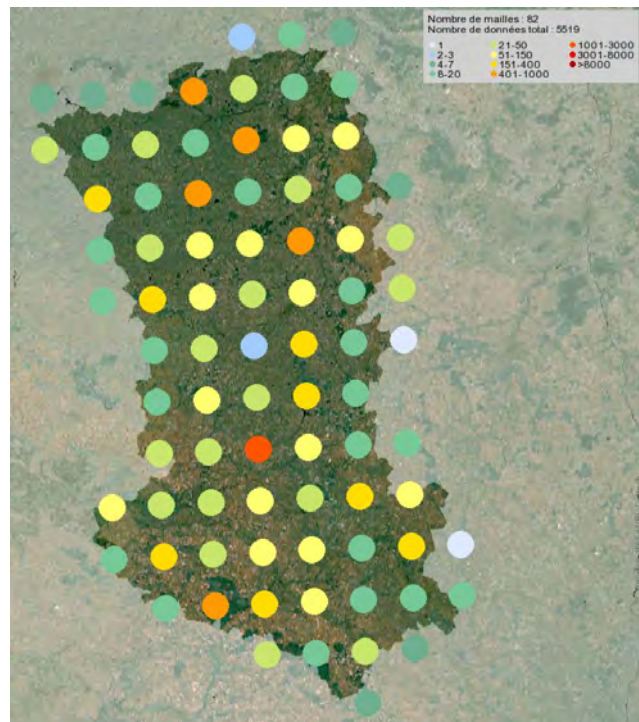 Nombre de mailles : 82
Nombre de données total : 5519
1 21-50 1001-3000
2-3 51-150 3001-8000
4-7 151-400 >8000
8-20 401-1000